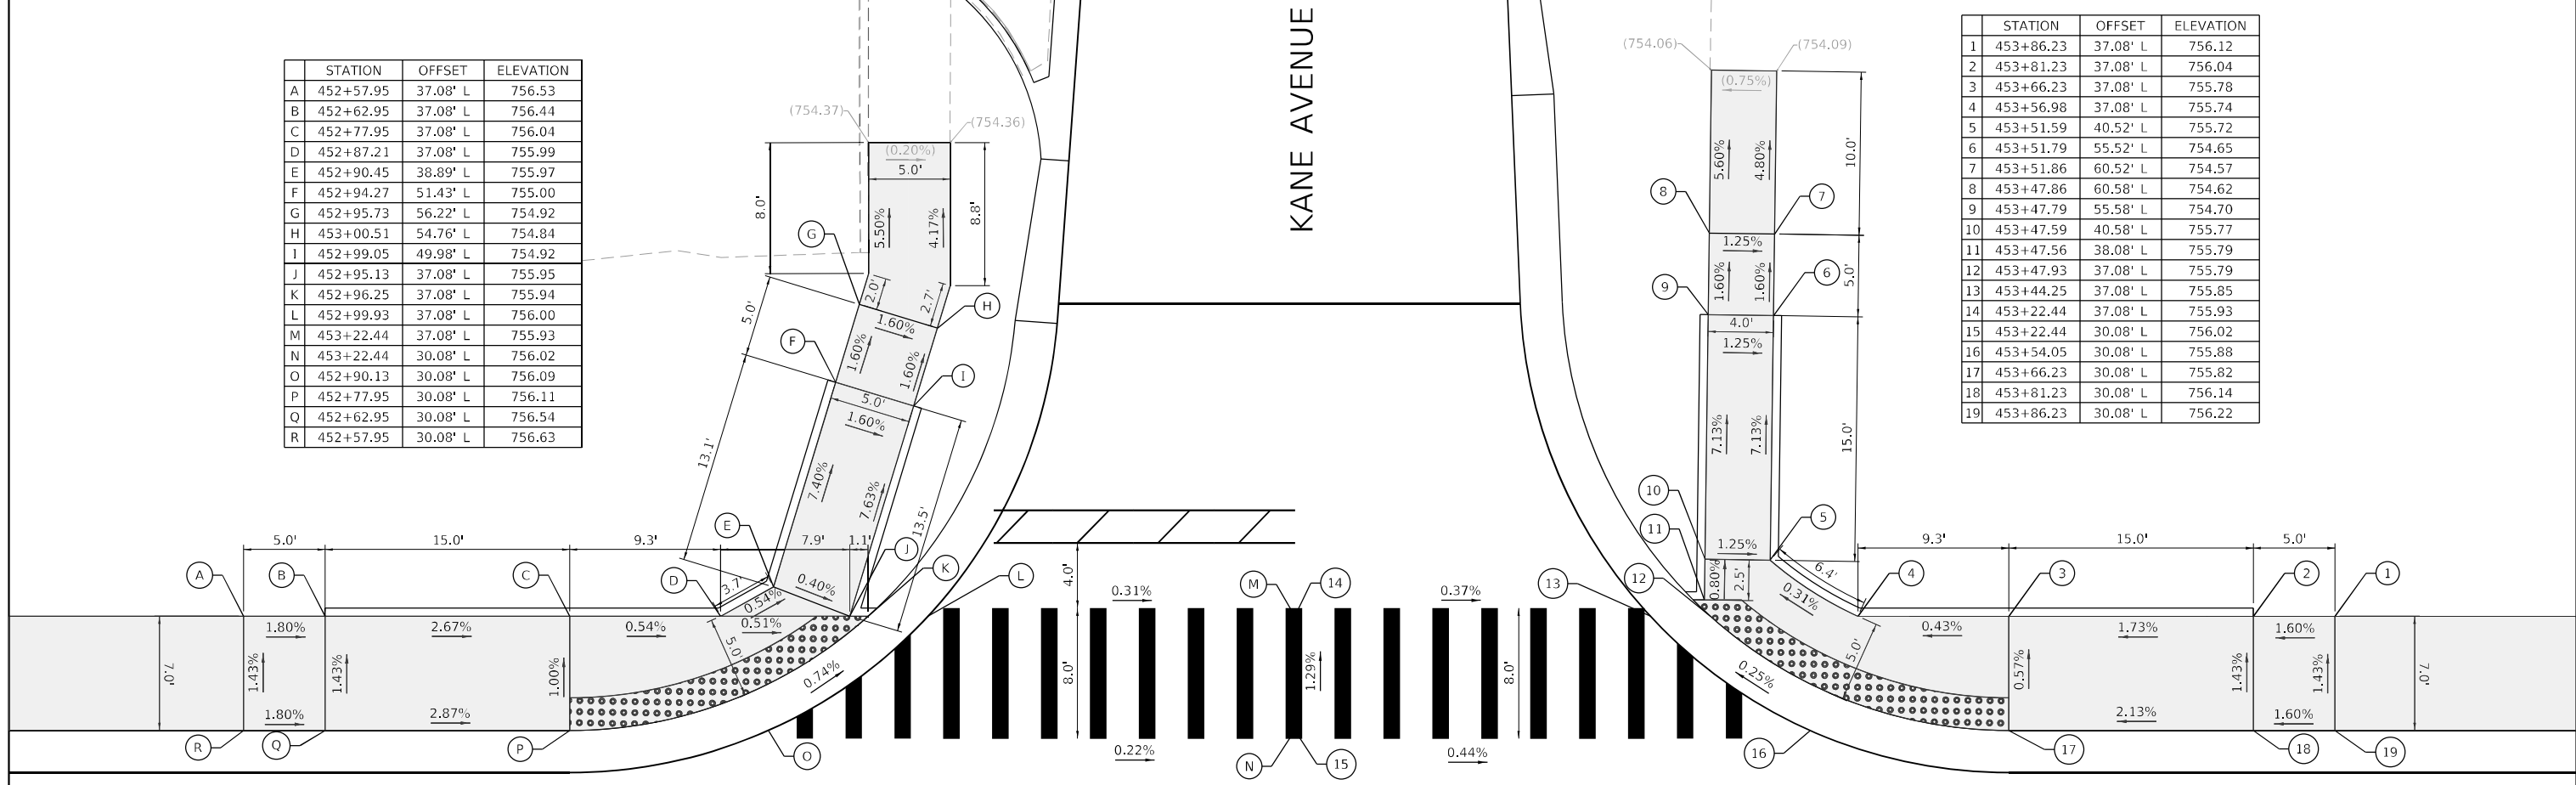 STATION OFFSET ELEVATION
A 452+57.95 37.08' L 756.53
B 452+62.95 37.08' L 756.44
C 452+77.95 37.08' L 756.04
D 452+87.21 37.08' L 755.99
E 452+90.45 38.89' L 755.97
F 452+94.27 51.43' L 755.00
G 452+95.73 56.22' L 754.92
H 453+00.51 54.76' L 754.84
I 452+99.05 49.98' L 754.92
J 452+95.13 37.08' L 755.95
K 452+96.25 37.08' L 755.94
L 452+99.93 37.08' L 756.00
M 453+22.44 37.08' L 755.93
N 453+22.44 30.08' L 756.02
O 452+90.13 30.08' L 756.09
P 452+77.95 30.08' L 756.11
Q 452+62.95 30.08' L 756.54
R 452+57.95 30.08' L 756.63
(754.37)
(754.36)
(0.20%)
5.0'
8.0'
5.50%
4.17%
8.8'
G
2.0'
2.7'
H
5.0'
1.60%
F
1.60%
1.60%
I
5.0'
1.60%
13.1'
7.40%
7.63%
13.5'
E
J
5.0'
15.0'
9.3'
7.9'
1.1'
A
B
C
D
3.7'
0.40%
K
L
0.54%
1.80%
2.67%
0.54%
0.51%
7.0'
1.43%
1.43%
1.00%
5.0'
0.74%
1.80%
2.87%
R
Q
P
O
KANE AVENUE
4.0'
0.31%
M
14
0.37%
8.0'
1.29%
8.0'
0.22%
N
15
0.44%
(754.06)
(754.09)
(0.75%)
5.60%
4.80%
10.0'
8
7
1.25%
1.60%
1.60%
5.0'
9
6
4.0'
1.25%
7.13%
7.13%
15.0'
10
11
5
1.25%
12
13
0.80%
2.5'
6.4'
0.31%
9.3'
15.0'
5.0'
4
3
2
1
0.43%
1.73%
1.60%
5.0'
0.57%
1.43%
1.43%
7.0'
0.25%
2.13%
1.60%
16
17
18
19
STATION OFFSET ELEVATION
1 453+86.23 37.08' L 756.12
2 453+81.23 37.08' L 756.04
3 453+66.23 37.08' L 755.78
4 453+56.98 37.08' L 755.74
5 453+51.59 40.52' L 755.72
6 453+51.79 55.52' L 754.65
7 453+51.86 60.52' L 754.57
8 453+47.86 60.58' L 754.62
9 453+47.79 55.58' L 754.70
10 453+47.59 40.58' L 755.77
11 453+47.56 38.08' L 755.79
12 453+47.93 37.08' L 755.79
13 453+44.25 37.08' L 755.85
14 453+22.44 37.08' L 755.93
15 453+22.44 30.08' L 756.02
16 453+54.05 30.08' L 755.88
17 453+66.23 30.08' L 755.82
18 453+81.23 30.08' L 756.14
19 453+86.23 30.08' L 756.22